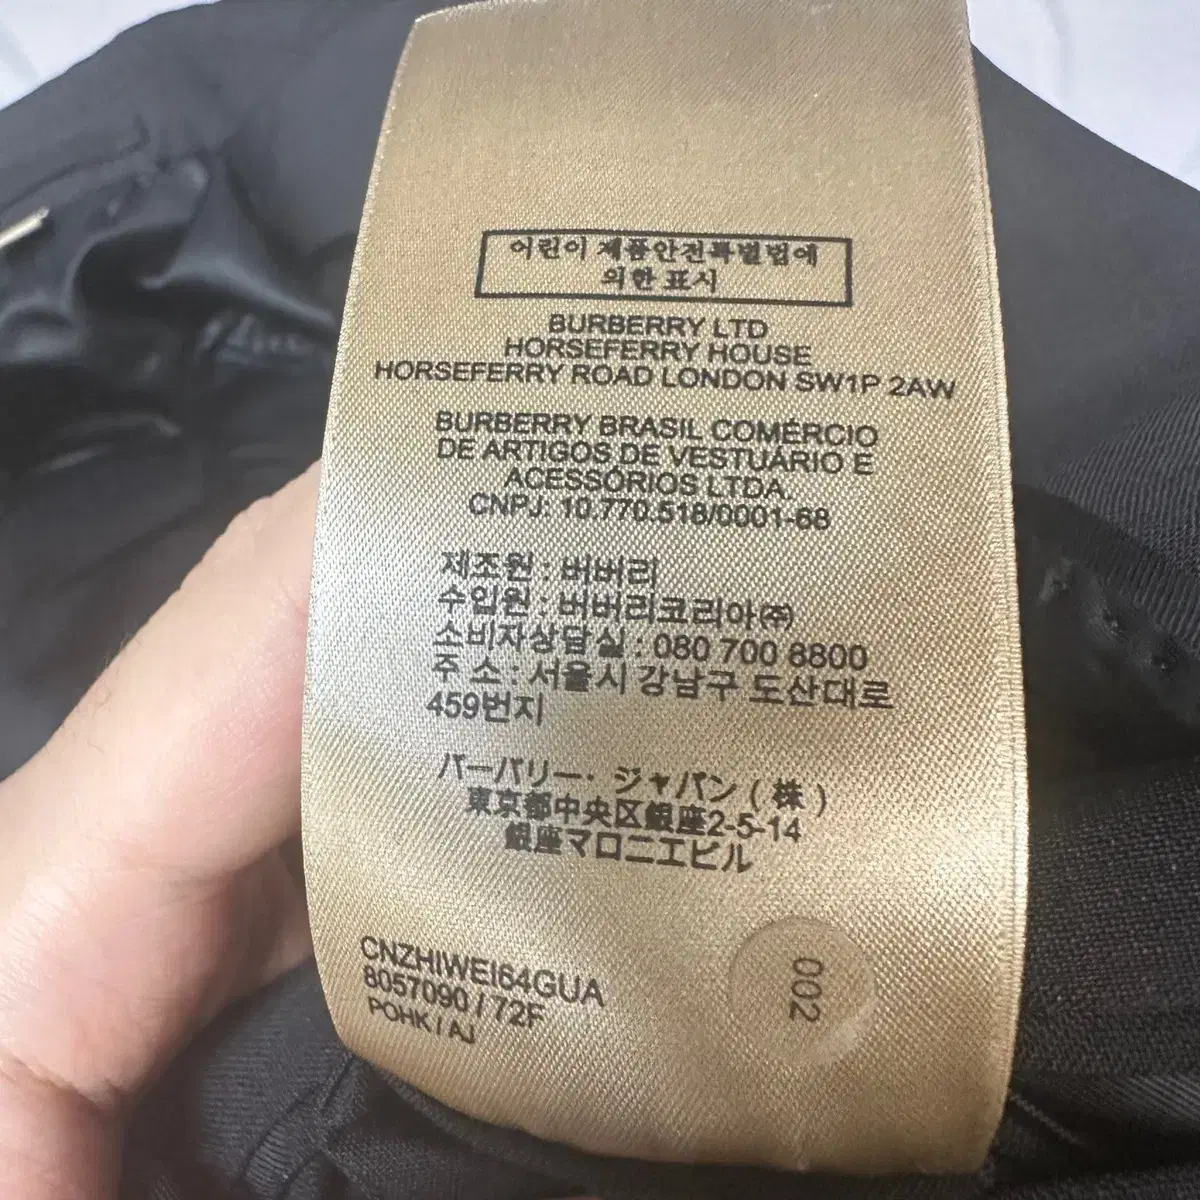 어린이 제품안전특별법에
의한 표시
BURBERRY LTD
HORSEFERRY HOUSE
HORSEFERRY ROAD LONDON SW1P 2AW
BURBERRY BRASIL COMÉRCIO
DE ARTIGOS DE VESTUÁRIO E
ACESSÓRIOS LTDA.
CNPJ: 10.770.518/0001-68
제조원 : 버버리
수입원 : 버버리코리아㈜
소비자상담실 : 080 700 8800
주 소 : 서울시 강남구 도산대로
459번지
バーバリー・ジャパン(株)
東京都中央区銀座2-5-14
銀座マロニエビル
CNZHIWEI64GUA
8057090 / 72F
POHK / AJ
002